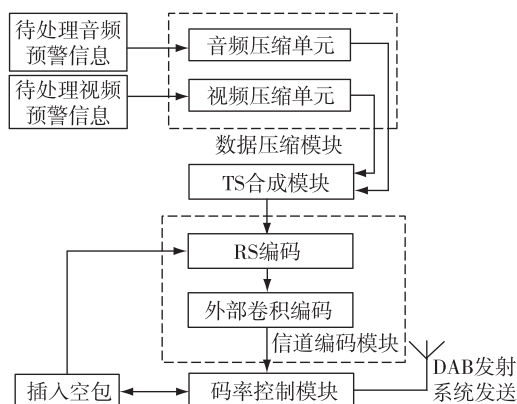 待处理音频
预警信息
音频压缩单元
待处理视频
预警信息
视频压缩单元
数据压缩模块
TS合成模块
RS编码
外部卷积编码
信道编码模块
插入空包
码率控制模块
DAB发射
系统发送